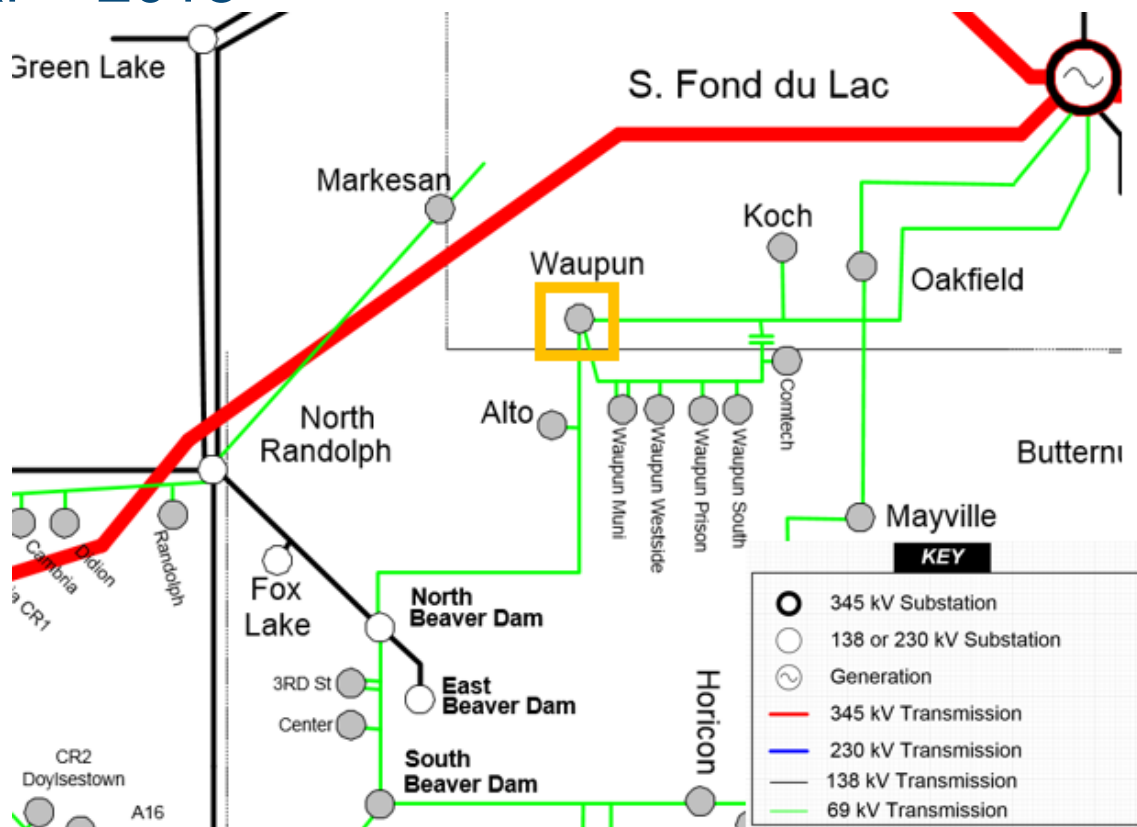 2015
Green Lake
S. Fond du Lac
Markesan
Koch
Waupun
Oakfield
North
Randolph
Alto
Comtech
Waupun Muni
Waupun Westside
Waupun Prison
Waupun South
Mayville
Cambria
Didion
Randolph
CR1
Fox
Lake
North
Beaver Dam
3RD St
East
Beaver Dam
Center
Horicon
South
Beaver Dam
CR2
Doylsestown
A16
KEY
345 kV Substation
138 or 230 kV Substation
Generation
345 kV Transmission
230 kV Transmission
138 kV Transmission
69 kV Transmission